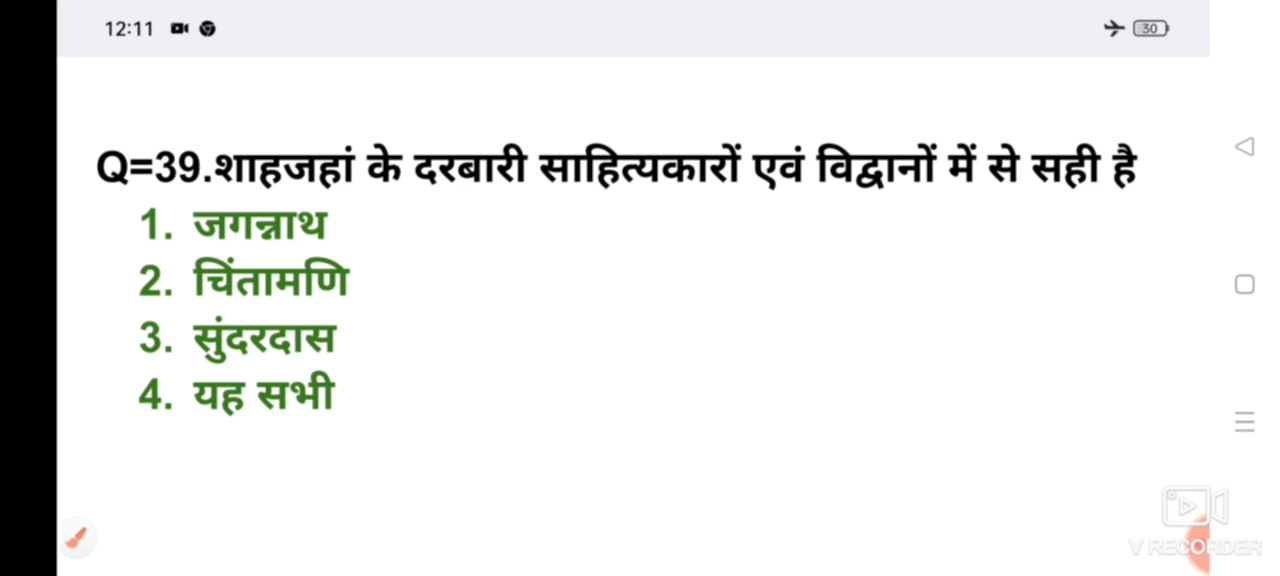 12:11
30
Q=39.शाहजहां के दरबारी साहित्यकारों एवं विद्वानों में से सही है
1. जगन्नाथ
2. चिंतामणि
3. सुंदरदास
4. यह सभी
V RECORDER